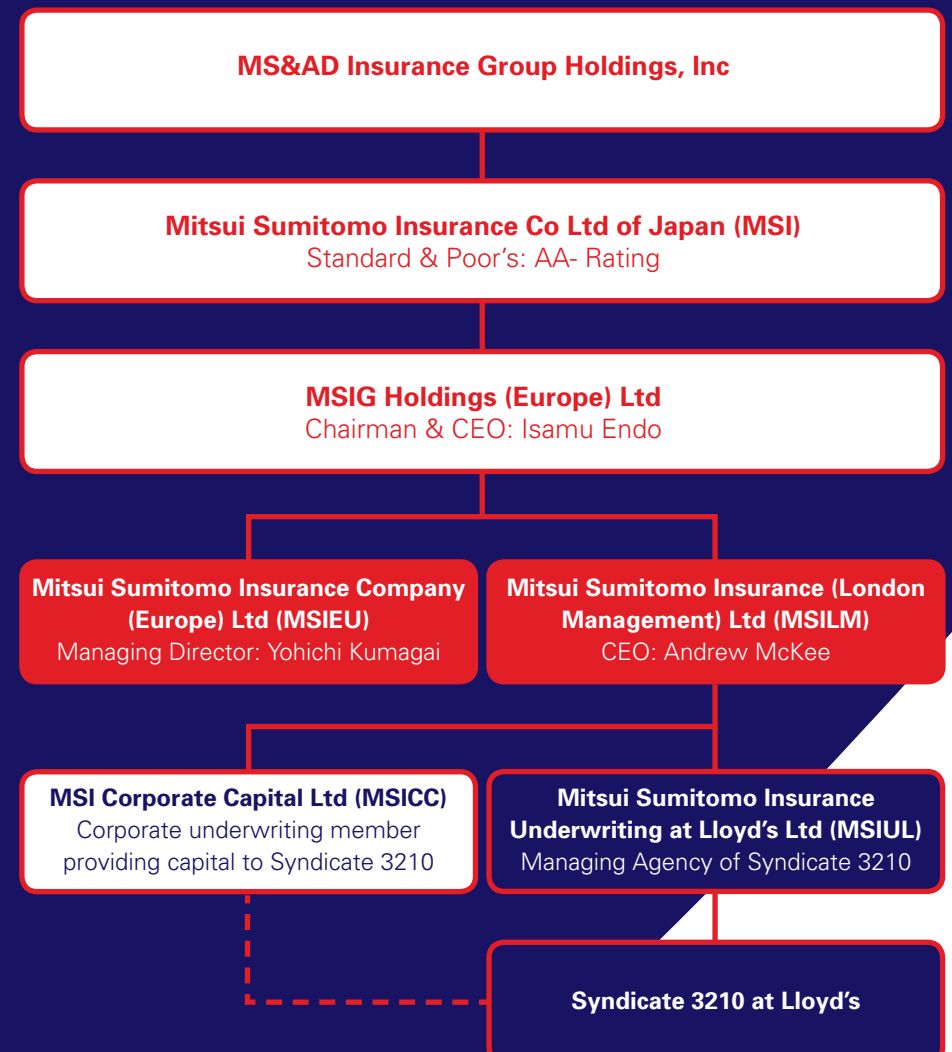 MS&AD Insurance Group Holdings, Inc
Mitsui Sumitomo Insurance Co Ltd of Japan (MSI)
Standard & Poor's: AA- Rating
MSIG Holdings (Europe) Ltd
Chairman & CEO: Isamu Endo
Mitsui Sumitomo Insurance Company
(Europe) Ltd (MSIEU)
Managing Director: Yohichi Kumagai
Mitsui Sumitomo Insurance (London
Management) Ltd (MSILM)
CEO: Andrew McKee
MSI Corporate Capital Ltd (MSICC)
Corporate underwriting member
providing capital to Syndicate 3210
Mitsui Sumitomo Insurance
Underwriting at Lloyd's Ltd (MSIUL)
Managing Agency of Syndicate 3210
Syndicate 3210 at Lloyd's